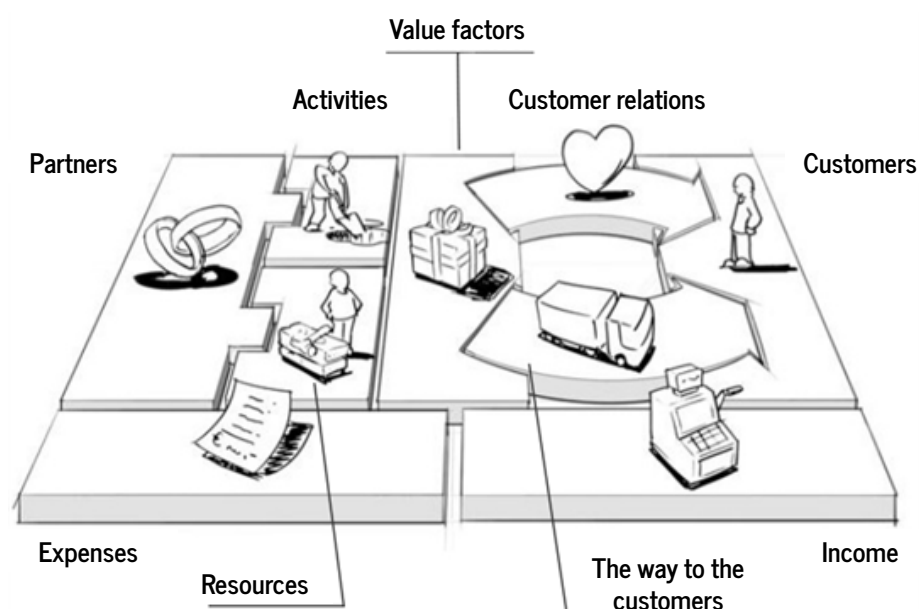 Value factors
Activities
Customer relations
Partners
Customers
Expenses
Income
Resources
The way to the
customers